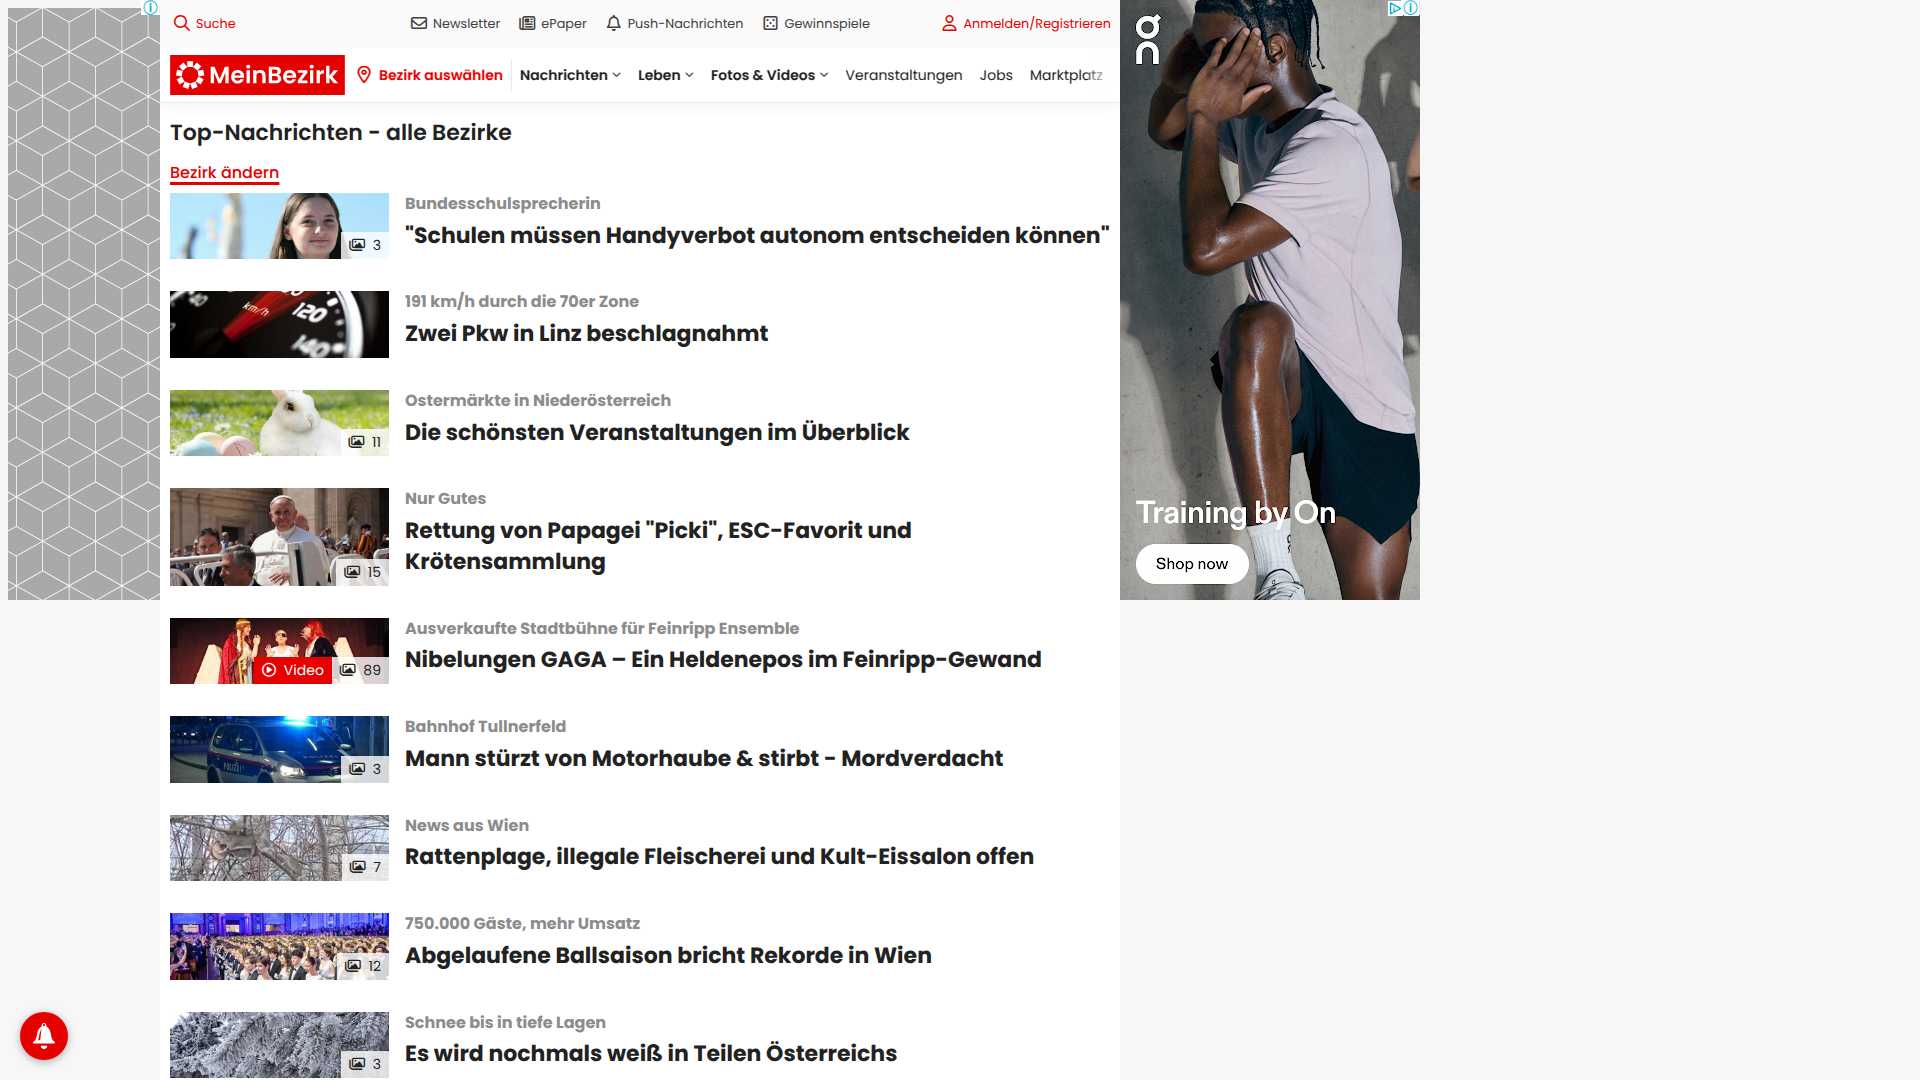 Suche
Newsletter
ePaper
Push-Nachrichten
Gewinnspiele
Anmelden/Registrieren
MeinBezirk
Bezirk auswählen
Nachrichten
Leben
Fotos & Videos
Veranstaltungen
Jobs
Marktplatz
Top-Nachrichten - alle Bezirke
Bezirk ändern
3
Bundesschulsprecherin
"Schulen müssen Handyverbot autonom entscheiden können"
km/h
120
140
191 km/h durch die 70er Zone
Zwei Pkw in Linz beschlagnahmt
11
Ostermärkte in Niederösterreich
Die schönsten Veranstaltungen im Überblick
15
Nur Gutes
Rettung von Papagei "Picki", ESC-Favorit und
Krötensammlung
Video
89
Ausverkaufte Stadtbühne für Feinripp Ensemble
Nibelungen GAGA – Ein Heldenepos im Feinripp-Gewand
POLIZEI
3
Bahnhof Tullnerfeld
Mann stürzt von Motorhaube & stirbt - Mordverdacht
7
News aus Wien
Rattenplage, illegale Fleischerei und Kult-Eissalon offen
12
750.000 Gäste, mehr Umsatz
Abgelaufene Ballsaison bricht Rekorde in Wien
3
Schnee bis in tiefe Lagen
Es wird nochmals weiß in Teilen Österreichs
on
Training by On
Shop now